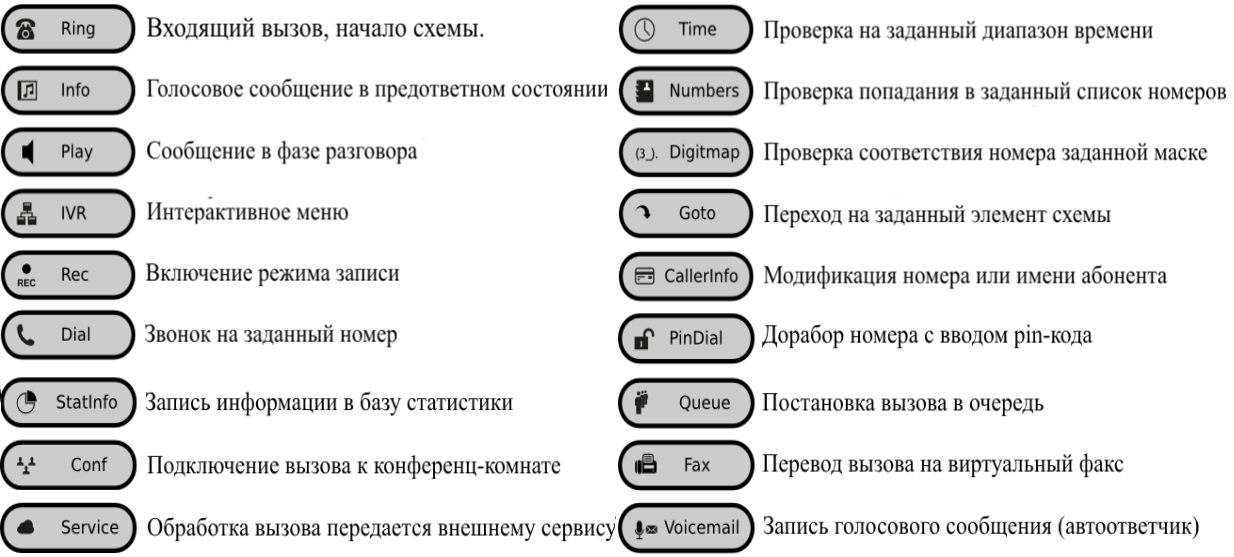 Ring Входящий вызов, начало схемы.
Info Голосовое сообщение в предответном состоянии
Play Сообщение в фазе разговора
IVR Интерактивное меню
REC Rec Включение режима записи
Dial Звонок на заданный номер
StatInfo Запись информации в базу статистики
Conf Подключение вызова к конференц-комнате
Service Обработка вызова передается внешнему сервису
Time Проверка на заданный диапазон времени
Numbers Проверка попадания в заданный список номеров
(3_). Digitmap Проверка соответствия номера заданной маске
Goto Переход на заданный элемент схемы
CallerInfo Модификация номера или имени абонента
PinDial Дорабор номера с вводом pin-кода
Queue Постановка вызова в очередь
Fax Перевод вызова на виртуальный факс
Voicemail Запись голосового сообщения (автоответчик)